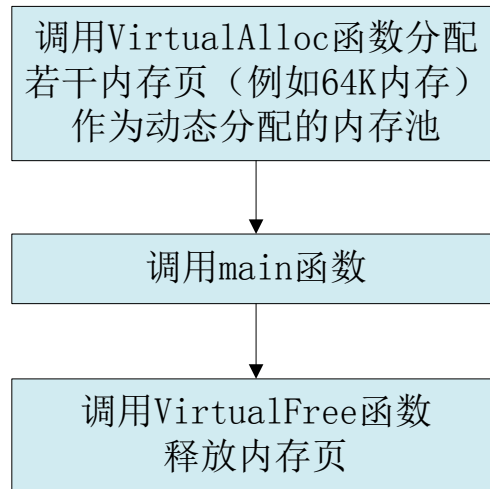 调用VirtualAlloc函数分配
若干内存页（例如64K内存）
作为动态分配的内存池
调用main函数
调用VirtualFree函数
释放内存页